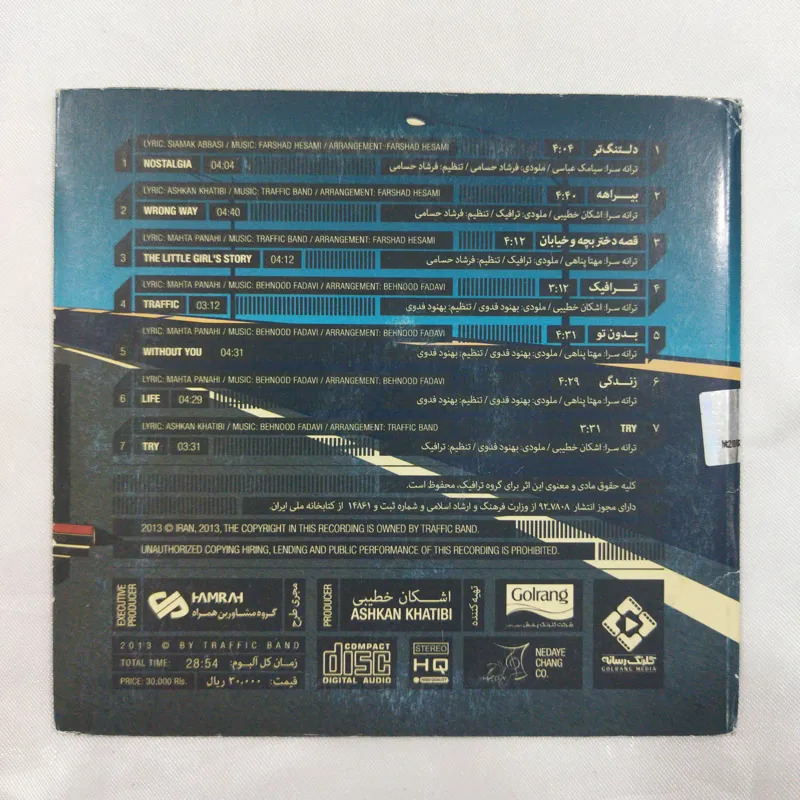 LYRIC: SIAMAK ABBASI / MUSIC: FARSHAD HESAMI / ARRANGEMENT: FARSHAD HESAMI
۴:۰۴ دلتنگ‌تر ۱
1 NOSTALGIA 04:04
ترانه سرا: سیامک عباسی / ملودی: فرشاد حسامی / تنظیم: فرشاد حسامی
LYRIC: ASHKAN KHATIBI / MUSIC: TRAFFIC BAND / ARRANGEMENT: FARSHAD HESAMI
۲ بیراهه ۴:۴۰
2 WRONG WAY 04:40
ترانه سرا: اشکان خطیبی / ملودی: ترافیک / تنظیم: فرشاد حسامی
LYRIC: MAHTA PANAHI / MUSIC: TRAFFIC BAND / ARRANGEMENT: FARSHAD HESAMI
۳ قصه دختر بچه و خیابان ۴:۱۲
3 THE LITTLE GIRL'S STORY 04:12
ترانه سرا: مهتا پناهی / ملودی: ترافیک / تنظیم: فرشاد حسامی
LYRIC: MAHTA PANAHI / MUSIC: BEHNOOD FADAVI / ARRANGEMENT: BEHNOOD FADAVI
۴ ترافیک ۳:۱۲
4 TRAFFIC 03:12
ترانه سرا: اشکان خطیبی / ملودی: بهنود فدوی / تنظیم: بهنود فدوی
LYRIC: MAHTA PANAHI / MUSIC: BEHNOOD FADAVI / ARRANGEMENT: BEHNOOD FADAVI
۵ بدون تو ۴:۳۱
5 WITHOUT YOU 04:31
ترانه سرا: مهتا پناهی / ملودی: بهنود فدوی / تنظیم: بهنود فدوی
LYRIC: MAHTA PANAHI / MUSIC: BEHNOOD FADAVI / ARRANGEMENT: BEHNOOD FADAVI
۶ زندگی ۴:۲۹
6 LIFE 04:29
ترانه سرا: مهتا پناهی / ملودی: بهنود فدوی / تنظیم: بهنود فدوی
LYRIC: ASHKAN KHATIBI / MUSIC: BEHNOOD FADAVI / ARRANGEMENT: TRAFFIC BAND
۷ TRY ۳:۳۱
7 TRY 03:31
ترانه سرا: اشکان خطیبی / ملودی: بهنود فدوی / تنظیم: ترافیک
کلیه حقوق مادی و معنوی این اثر برای گروه ترافیک، محفوظ است.
دارای مجوز انتشار ۹۲.۷۸۰۸ از وزارت فرهنگ و ارشاد اسلامی و شماره ثبت و ۱۴۸۶۱ از کتابخانه ملی ایران.
2013 © IRAN, 2013, THE COPYRIGHT IN THIS RECORDING IS OWNED BY TRAFFIC BAND.
UNAUTHORIZED COPYING HIRING, LENDING AND PUBLIC PERFORMANCE OF THIS RECORDING IS PROHIBITED.
EXECUTIVE PRODUCER
HAMRAH
گروه مشاورین همراه
مجری طرح
PRODUCER
اشکان خطیبی
ASHKAN KHATIBI
تهیه کننده
Golrang
شرکت گلرنگ پخش
گلرنگ رسانه
GOLRANG MEDIA
2013 © BY TRAFFIC BAND
TOTAL TIME: 28:54 زمان کل آلبوم:
PRICE: 30,000 Rls. قیمت: ۳۰،۰۰۰ ریال
COMPACT
disc
DIGITAL AUDIO
STEREO
HQ
HIGH QUALITY
NEDAYE
CHANG
CO.